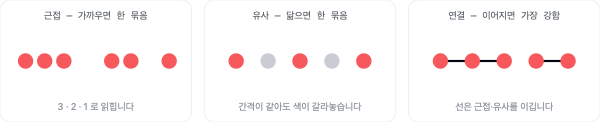 근접 — 가까우면 한 묶음
3 · 2 · 1 로 읽힙니다
유사 — 닮으면 한 묶음
간격이 같아도 색이 갈라놓습니다
연결 — 이어지면 가장 강함
선은 근접·유사를 이깁니다